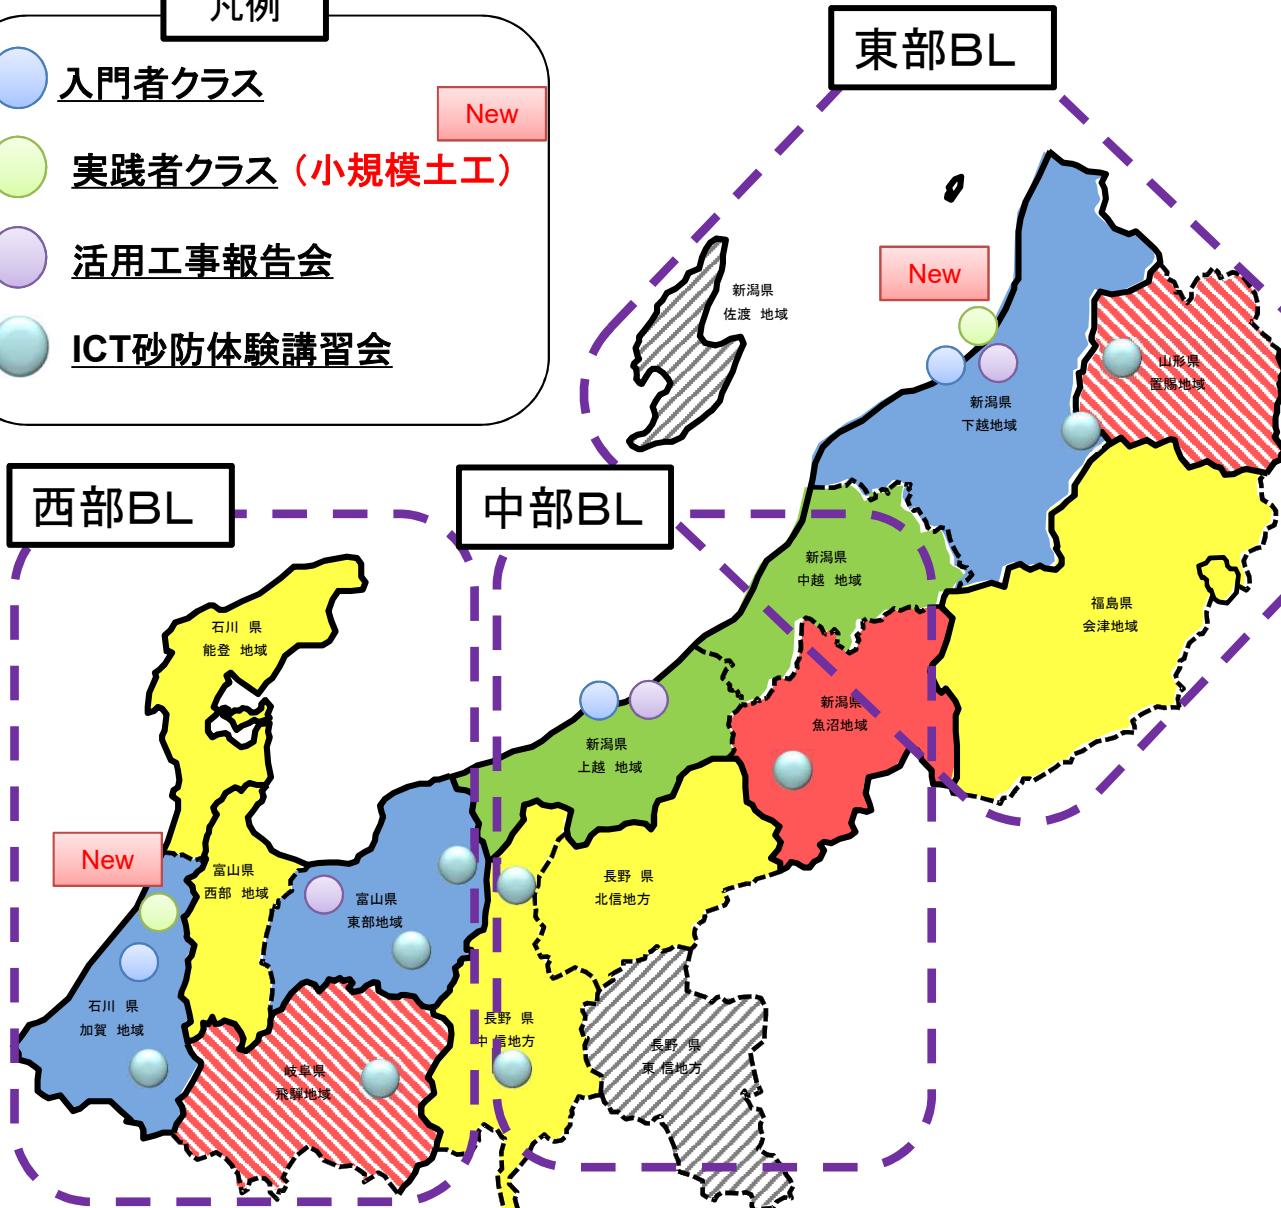 凡例
入門者クラス
New
実践者クラス（小規模土工）
活用工事報告会
ICT砂防体験講習会
東部BL
新潟県
佐渡 地域
New
山形県
置賜地域
新潟県
下越地域
西部BL
中部BL
新潟県
中越 地域
福島県
会津地域
石川 県
能登 地域
新潟県
魚沼地域
新潟県
上越 地域
New
富山県
西部 地域
富山県
東部地域
長野 県
北信地方
石川 県
加賀 地域
長野 県
中 信地方
長野 県
東 信地方
岐阜県
飛騨地域